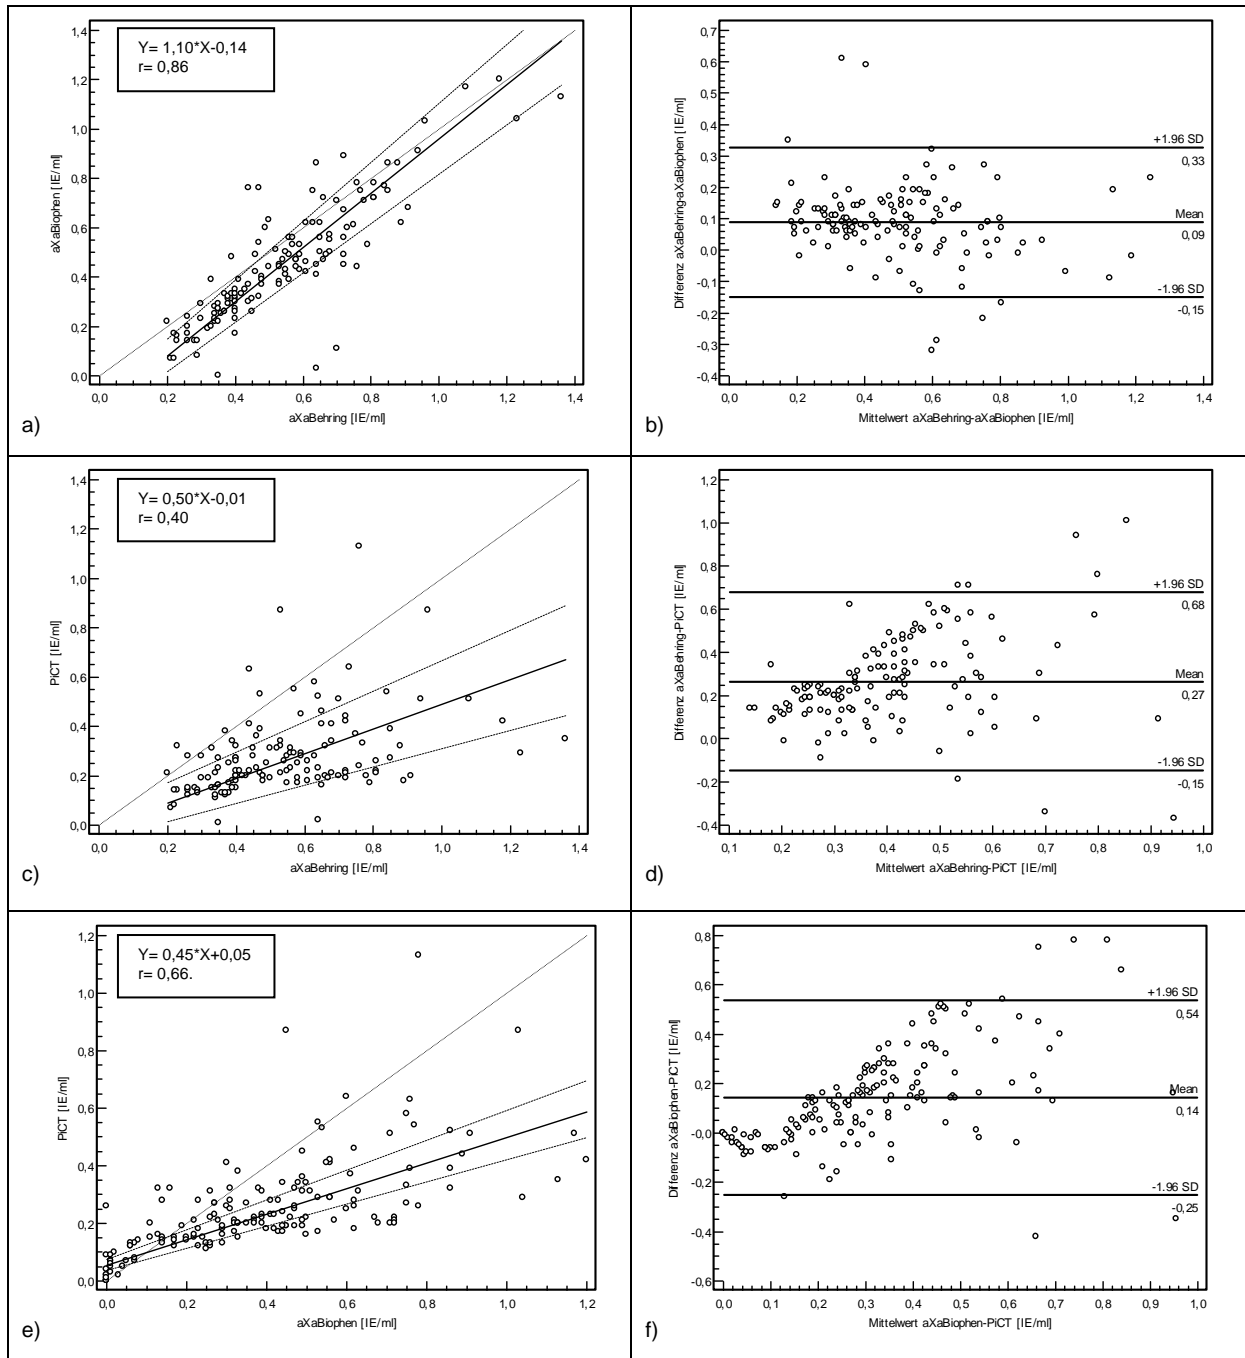 Y= 1,10*X-0,14
r= 0,86
1,4
1,2
1,0
0,8
0,6
0,4
0,2
0,0
aXaBiophen [IE/ml]
0,0 0,2 0,4 0,6 0,8 1,0 1,2 1,4
aXaBehring [IE/ml]
a)
0,7
0,6
0,5
0,4
0,3
0,2
0,1
0,0
-0,1
-0,2
-0,3
-0,4
Differenz aXaBehring-aXaBiophen [IE/ml]
+1.96 SD
0,33
Mean
0,09
-1.96 SD
-0,15
0,0 0,2 0,4 0,6 0,8 1,0 1,2 1,4
Mittelwert aXaBehring-aXaBiophen [IE/ml]
b)
Y= 0,50*X-0,01
r= 0,40
1,4
1,2
1,0
0,8
0,6
0,4
0,2
0,0
PiCT [IE/ml]
0,0 0,2 0,4 0,6 0,8 1,0 1,2 1,4
aXaBehring [IE/ml]
c)
1,2
1,0
0,8
0,6
0,4
0,2
0,0
-0,2
-0,4
Differenz aXaBehring-PiCT [IE/ml]
+1.96 SD
0,68
Mean
0,27
-1.96 SD
-0,15
0,1 0,2 0,3 0,4 0,5 0,6 0,7 0,8 0,9 1,0
Mittelwert aXaBehring-PiCT [IE/ml]
d)
Y= 0,45*X+0,05
r= 0,66.
1,2
1,0
0,8
0,6
0,4
0,2
0,0
PiCT [IE/ml]
0,0 0,2 0,4 0,6 0,8 1,0 1,2
aXaBiophen [IE/ml]
e)
0,8
0,6
0,4
0,2
-0,0
-0,2
-0,4
-0,6
Differenz aXaBiophen-PiCT [IE/ml]
+1.96 SD
0,54
Mean
0,14
-1.96 SD
-0,25
0,0 0,1 0,2 0,3 0,4 0,5 0,6 0,7 0,8 0,9 1,0
Mittelwert aXaBiophen-PiCT [IE/ml]
f)